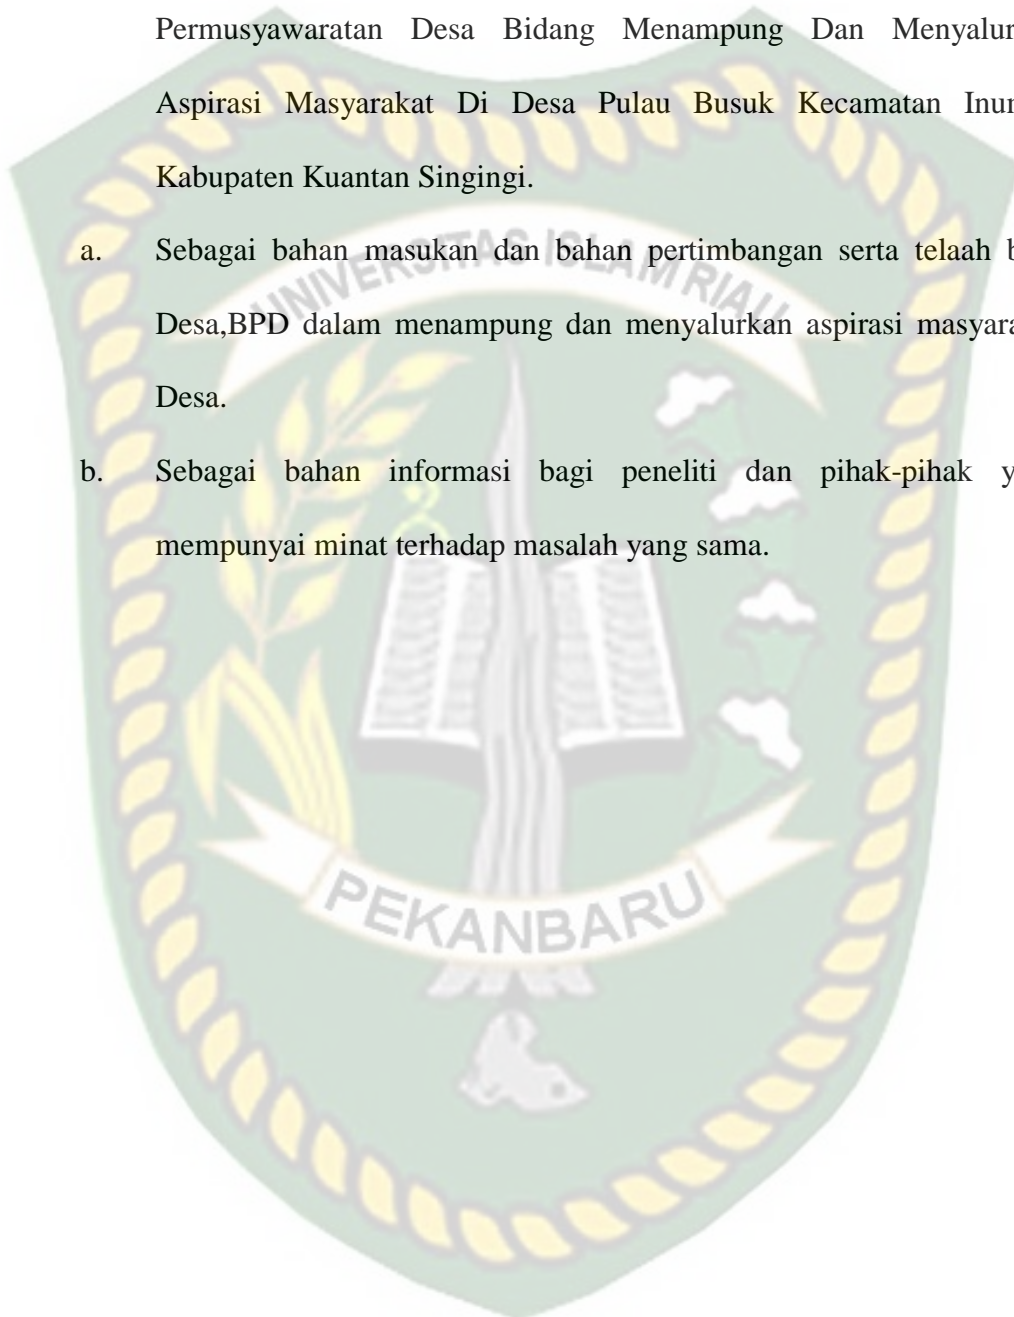 Permusyawaratan Desa Bidang Menampung Dan Menyalur
Aspirasi Masyarakat Di Desa Pulau Busuk Kecamatan Inu
Kabupaten Kuantan Singingi.
UNIVERSITAS ISLAM RIAU
a. Sebagai bahan masukan dan bahan pertimbangan serta telaah b
Desa,BPD dalam menampung dan menyalurkan aspirasi masyara
Desa.
b. Sebagai bahan informasi bagi peneliti dan pihak-pihak y
mempunyai minat terhadap masalah yang sama.
PEKANBARU